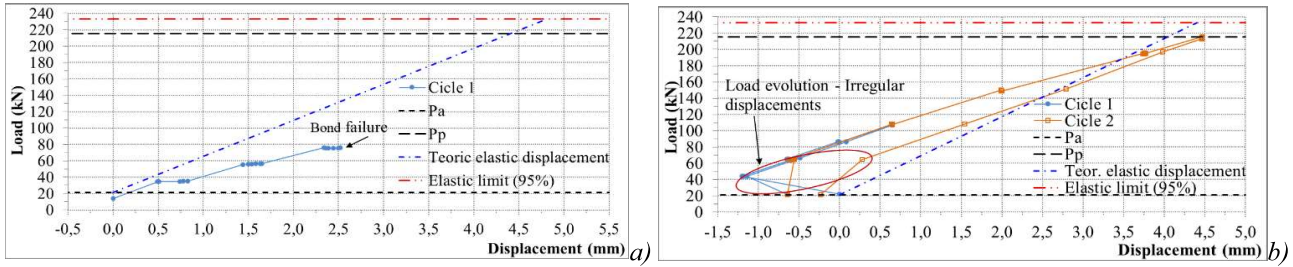 240
220
200
180
160
140
120
100
80
60
40
20
0
Load (kN)
Cicle 1
Bond failure
Pa
Pp
Teoric elastic displacement
Elastic limit (95%)
-0,5 0,0 0,5 1,0 1,5 2,0 2,5 3,0 3,5 4,0 4,5 5,0 5,5
Displacement (mm)
a)
240
220
200
180
160
140
120
100
80
60
40
20
0
Load (kN)
Load evolution - Irregular
displacements
Cicle 1
Cicle 2
Pa
Pp
Teor. elastic displacement
Elastic limit (95%)
-1,5 -1,0 -0,5 0,0 0,5 1,0 1,5 2,0 2,5 3,0 3,5 4,0 4,5 5,0
Displacement (mm)
b)